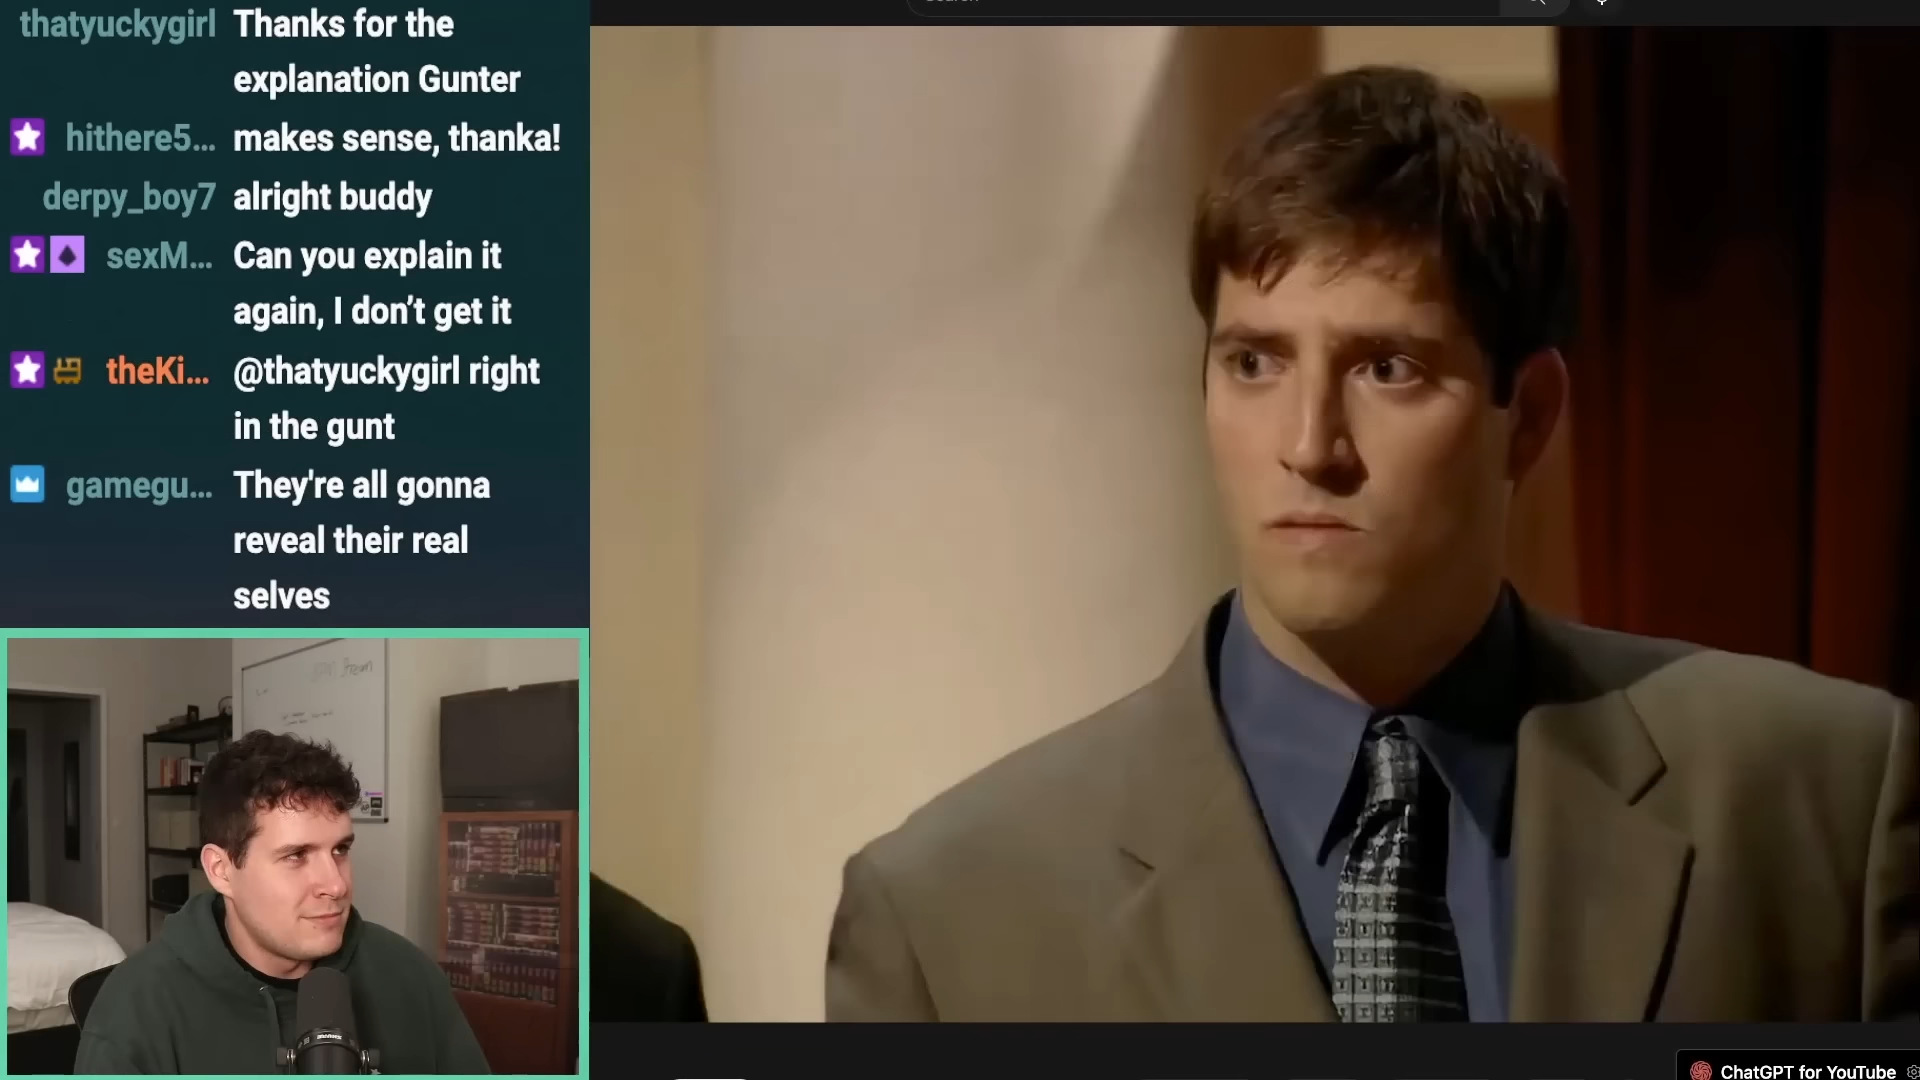 thatyuckygirl Thanks for the
explanation Gunter
hithere5... makes sense, thanka!
derpy_boy7 alright buddy
sexM... Can you explain it
again, I don’t get it
theKi... @thatyuckygirl right
in the gunt
gamegu... They're all gonna
reveal their real
selves
ChatGPT for YouTube